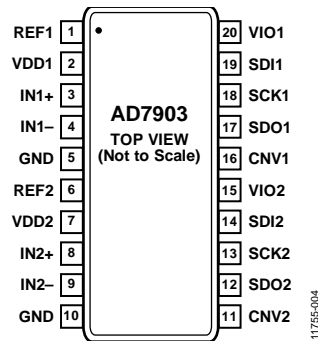 REF1 1 20 VIO1
VDD1 2 19 SDI1
IN1+ 3 18 SCK1
IN1– 4 17 SDO1
GND 5 16 CNV1
REF2 6 15 VIO2
VDD2 7 14 SDI2
IN2+ 8 13 SCK2
IN2– 9 12 SDO2
GND 10 11 CNV2
AD7903
TOP VIEW
(Not to Scale)
11755-004